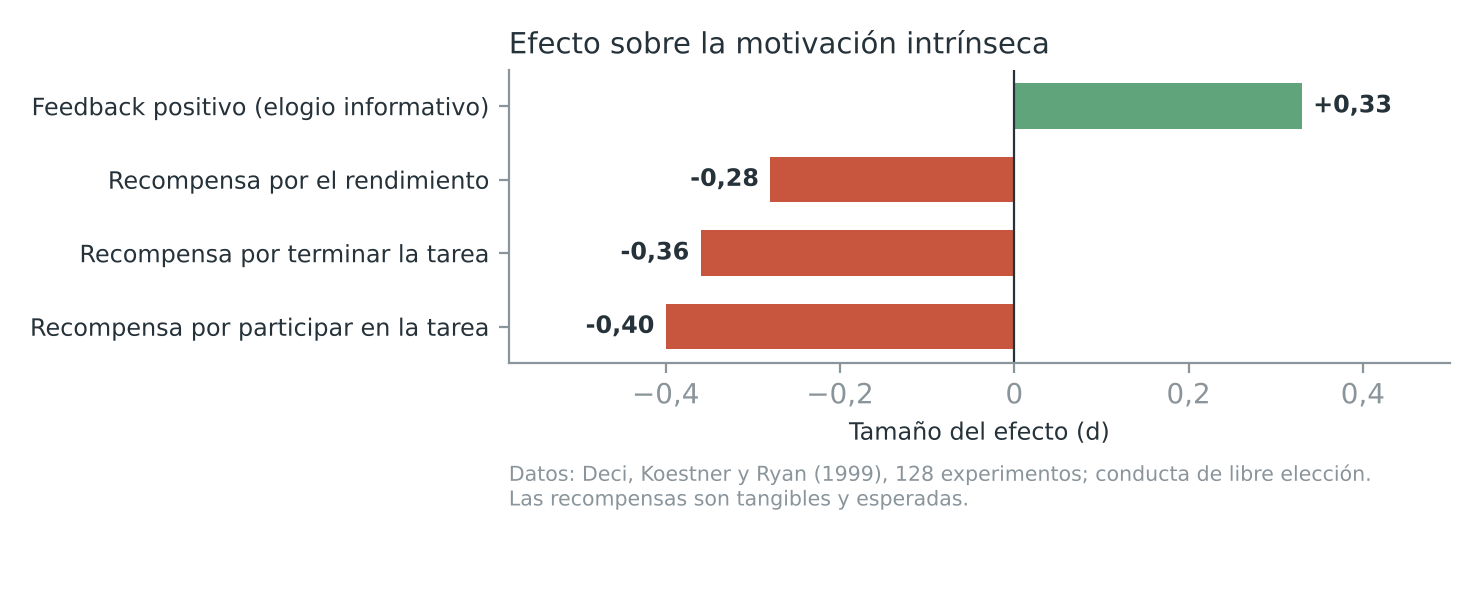 Efecto sobre la motivación intrínseca
Feedback positivo (elogio informativo)
+0,33
Recompensa por el rendimiento
-0,28
Recompensa por terminar la tarea
-0,36
Recompensa por participar en la tarea
-0,40
−0,4 −0,2 0 0,2 0,4
Tamaño del efecto (d)
Datos: Deci, Koestner y Ryan (1999), 128 experimentos; conducta de libre elección.
Las recompensas son tangibles y esperadas.